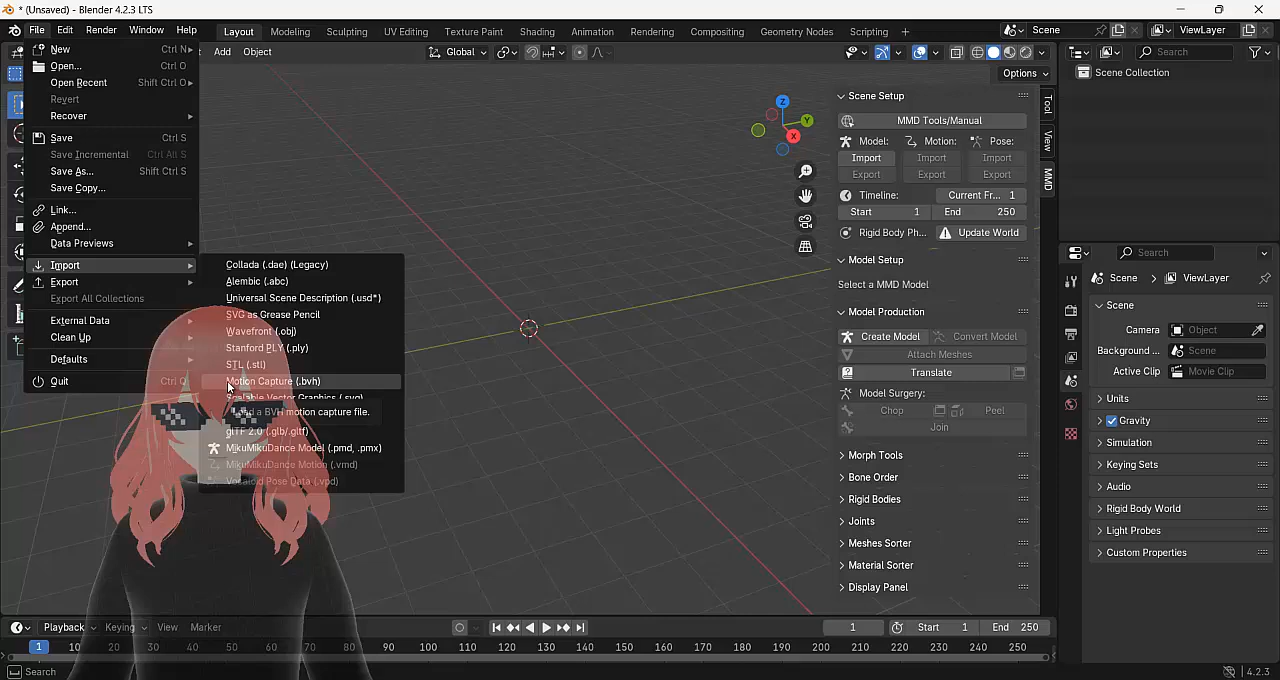 * (Unsaved) - Blender 4.2.3 LTS
File Edit Render Window Help
Layout Modeling Sculpting UV Editing Texture Paint Shading Animation Rendering Compositing Geometry Nodes Scripting +
Scene ViewLayer
Add Object Global
Options
Search
Scene Collection
New Ctrl N
Open... Ctrl O
Open Recent Shift Ctrl O
Revert
Recover
Save Ctrl S
Save Incremental Ctrl Alt S
Save As... Shift Ctrl S
Save Copy...
Link...
Append...
Data Previews
Import
Export
Export All Collections
External Data
Clean Up
Defaults
Quit Ctrl Q
Collada (.dae) (Legacy)
Alembic (.abc)
Universal Scene Description (.usd*)
SVG as Grease Pencil
Wavefront (.obj)
Stanford PLY (.ply)
STL (.stl)
Motion Capture (.bvh)
Scalable Vector Graphics (.svg)
a BVH motion capture file.
glTF 2.0 (.glb/.gltf)
MikuMikuDance Model (.pmd, .pmx)
MikuMikuDance Motion (.vmd)
Vocaloid Pose Data (.vpd)
Z
Y
X
Scene Setup
MMD Tools/Manual
Model: Motion: Pose:
Import Import Import
Export Export Export
Timeline: Current Fr... 1
Start 1 End 250
Rigid Body Ph... Update World
Model Setup
Select a MMD Model
Model Production
Create Model Convert Model
Attach Meshes
Translate
Model Surgery:
Chop Peel
Join
Morph Tools
Bone Order
Rigid Bodies
Joints
Meshes Sorter
Material Sorter
Display Panel
Tool
View
MMD
Search
Scene ViewLayer
Scene
Camera Object
Background ... Scene
Active Clip Movie Clip
Units
Gravity
Simulation
Keying Sets
Audio
Rigid Body World
Light Probes
Custom Properties
Playback Keying View Marker
1 Start 1 End 250
1 10 20 30 40 50 60 70 80 90 100 110 120 130 140 150 160 170 180 190 200 210 220 230 240 250
Search
4.2.3